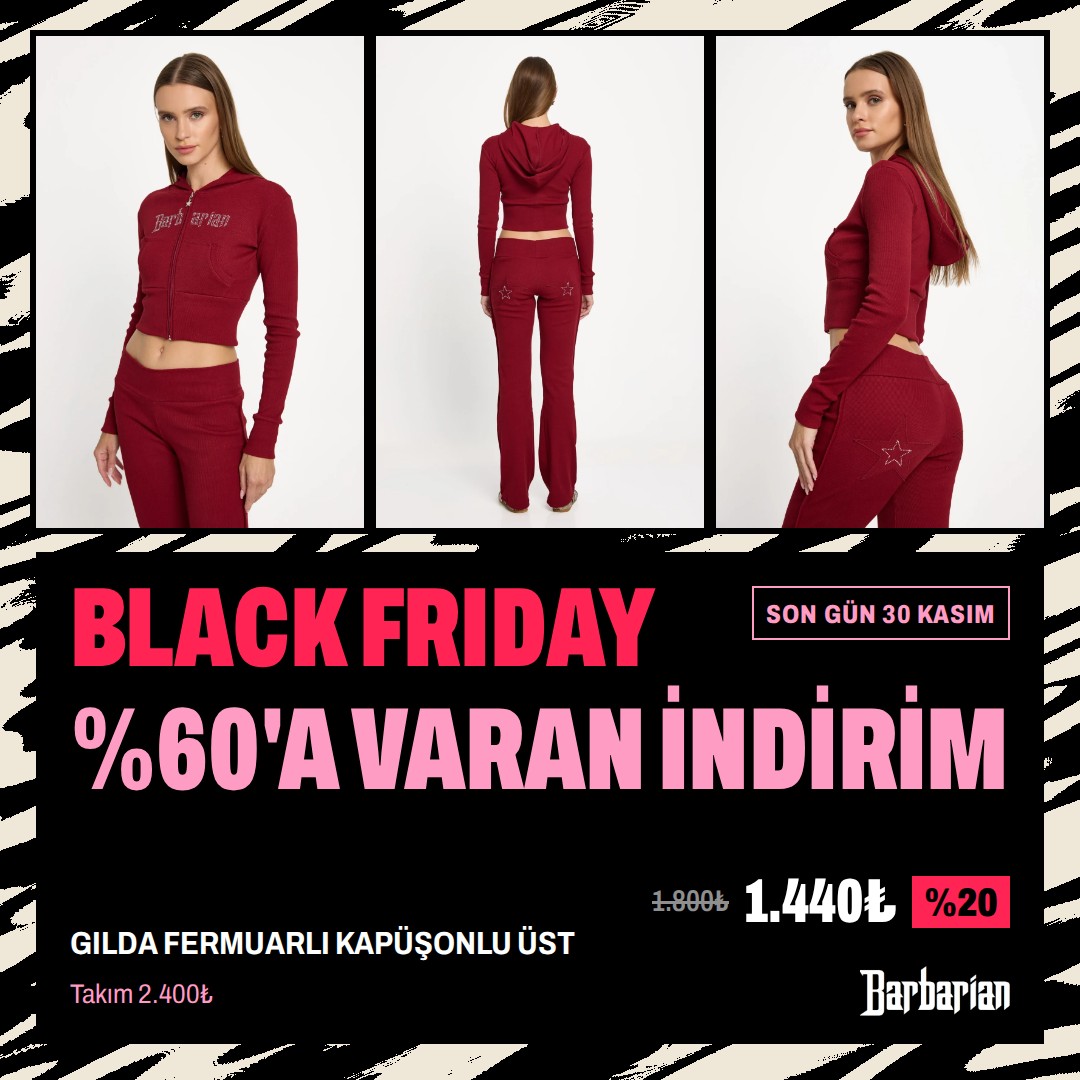 Barbarian
BLACK FRIDAY
SON GÜN 30 KASIM
%60'A VARAN İNDİRİM
1.800₺ 1.440₺ %20
GILDA FERMUARLI KAPÜŞONLU ÜST
Takım 2.400₺
Barbarian